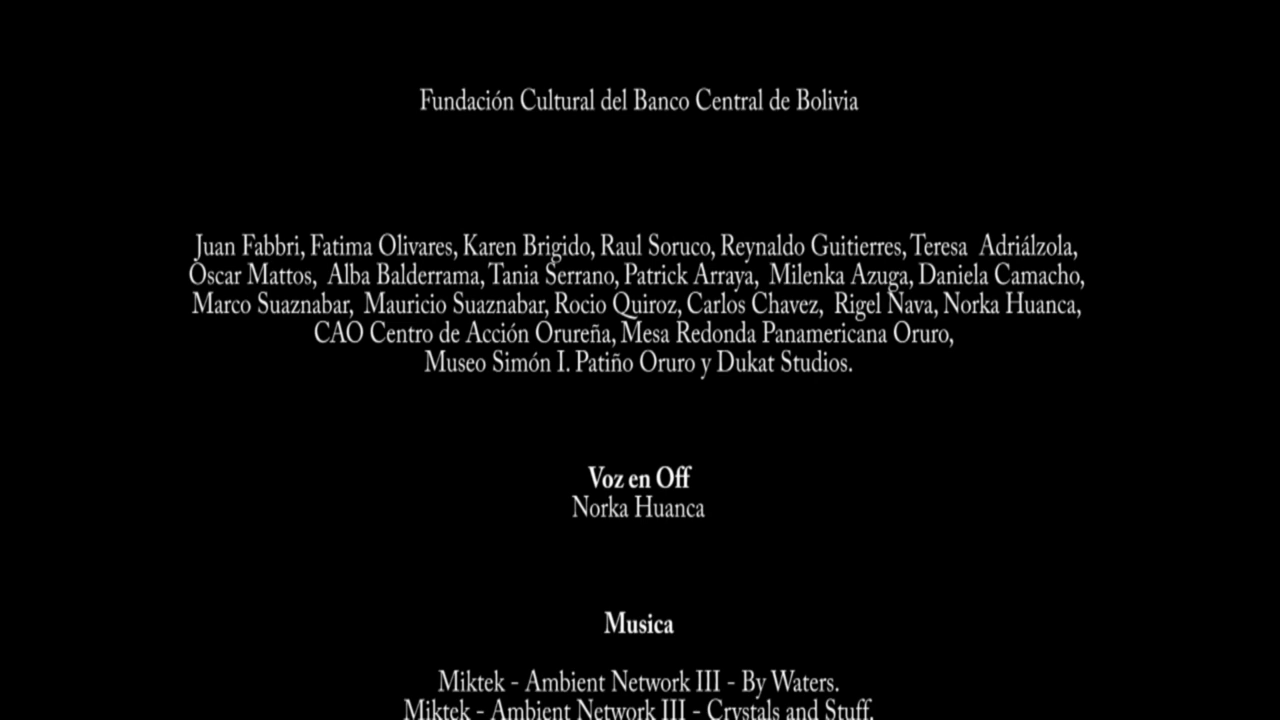 Fundación Cultural del Banco Central de Bolivia
Juan Fabbri, Fatima Olivares, Karen Brigido, Raul Soruco, Reynaldo Guitierres, Teresa Adriálzola,
Óscar Mattos, Alba Balderrama, Tania Serrano, Patrick Arraya, Milenka Azuga, Daniela Camacho,
Marco Suaznabar, Mauricio Suaznabar, Rocio Quiroz, Carlos Chavez, Rigel Nava, Norka Huanca,
CAO Centro de Acción Orureña, Mesa Redonda Panamericana Oruro,
Museo Simón I. Patiño Oruro y Dukat Studios.
Voz en Off
Norka Huanca
Musica
Miktek - Ambient Network III - By Waters.
Miktek - Ambient Network III - Crystals and Stuff.